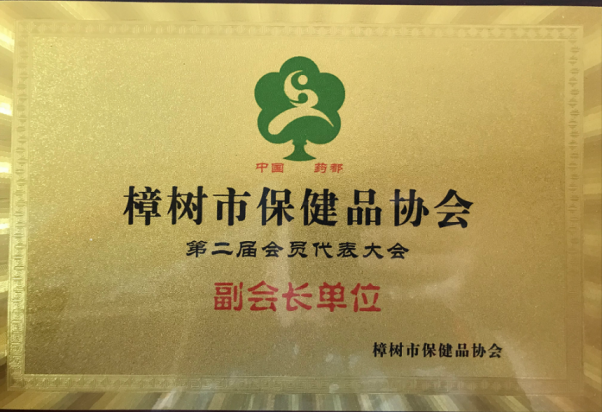 中国 药都
樟树市保健品协会
第二届会员代表大会
副会长单位
樟树市保健品协会